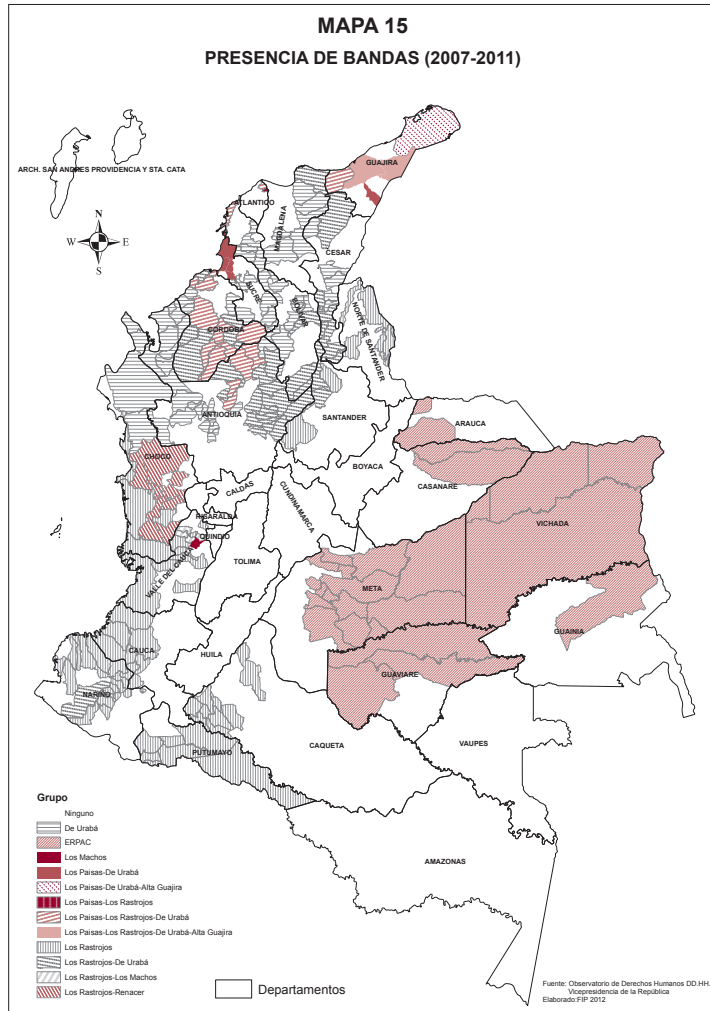 MAPA 15
PRESENCIA DE BANDAS (2007-2011)
GUAJIRA
ARCH. SAN ANDRES PROVIDENCIA Y STA. CATA
ATLANTICO
MAGDALENA
N
W E
S
CESAR
SUCRE
BOLIVAR
NORTE DE SANTANDER
CORDOBA
ANTIOQUIA
SANTANDER
ARAUCA
CHOCO
BOYACA
CASANARE
CALDAS
CUNDINAMARCA
RISARALDA
VICHADA
QUINDIO
VALLE DEL CAUCA
TOLIMA
META
GUAINIA
CAUCA
HUILA
GUAVIARE
NARIÑO
CAQUETA
VAUPES
PUTUMAYO
AMAZONAS
Grupo
Ninguno
De Urabá
ERPAC
Los Machos
Los Paisas-De Urabá
Los Paisas-De Urabá-Alta Guajira
Los Paisas-Los Rastrojos
Los Paisas-Los Rastrojos-De Urabá
Los Paisas-Los Rastrojos-De Urabá-Alta Guajira
Los Rastrojos
Los Rastrojos-De Urabá
Los Rastrojos-Los Machos
Los Rastrojos-Renacer
Departamentos
Fuente: Observatorio de Derechos Humanos DD.HH.
Vicepresidencia de la República
Elaborado:FIP 2012